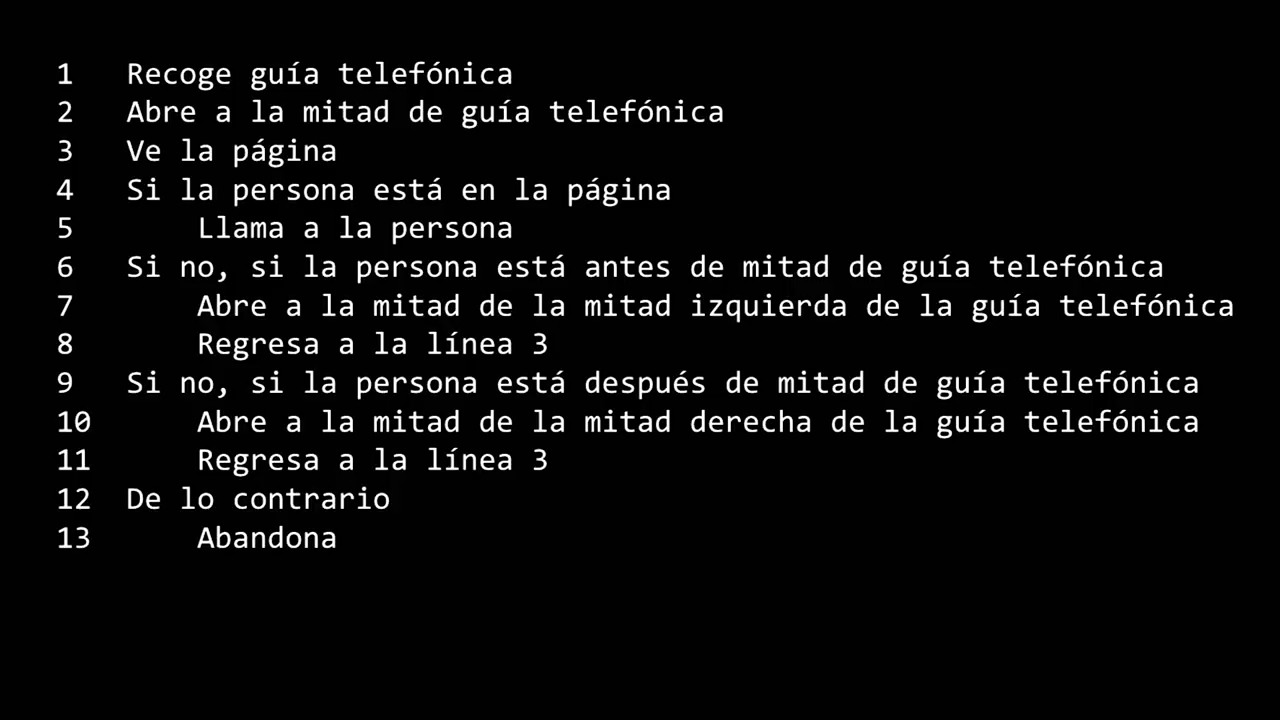 1 Recoge guía telefónica
2 Abre a la mitad de guía telefónica
3 Ve la página
4 Si la persona está en la página
5 Llama a la persona
6 Si no, si la persona está antes de mitad de guía telefónica
7 Abre a la mitad de la mitad izquierda de la guía telefónica
8 Regresa a la línea 3
9 Si no, si la persona está después de mitad de guía telefónica
10 Abre a la mitad de la mitad derecha de la guía telefónica
11 Regresa a la línea 3
12 De lo contrario
13 Abandona